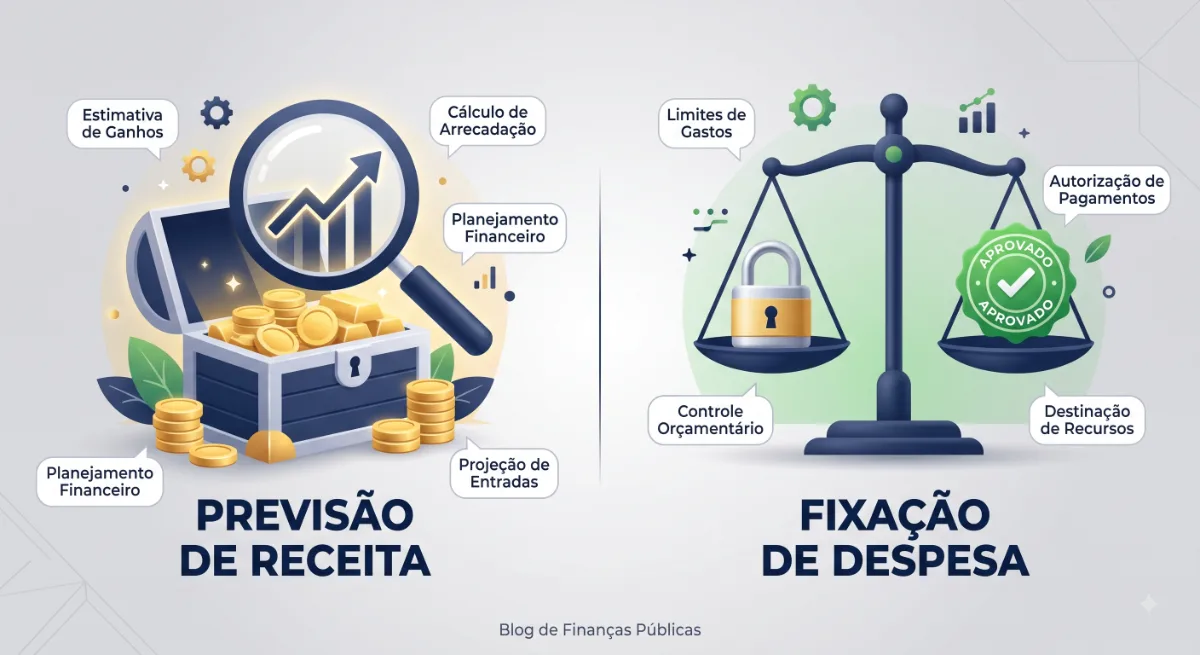 Estimativa
de Ganhos
Cálculo de
Arrecadação
Planejamento
Financeiro
Planejamento
Financeiro
Projeção de
Entradas
PREVISÃO
DE RECEITA
Limites de
Gastos
Autorização de
Pagamentos
APROVADO
APROVADO
Controle
Orçamentário
Destinação
de Recursos
FIXAÇÃO
DE DESPESA
Blog de Finanças Públicas